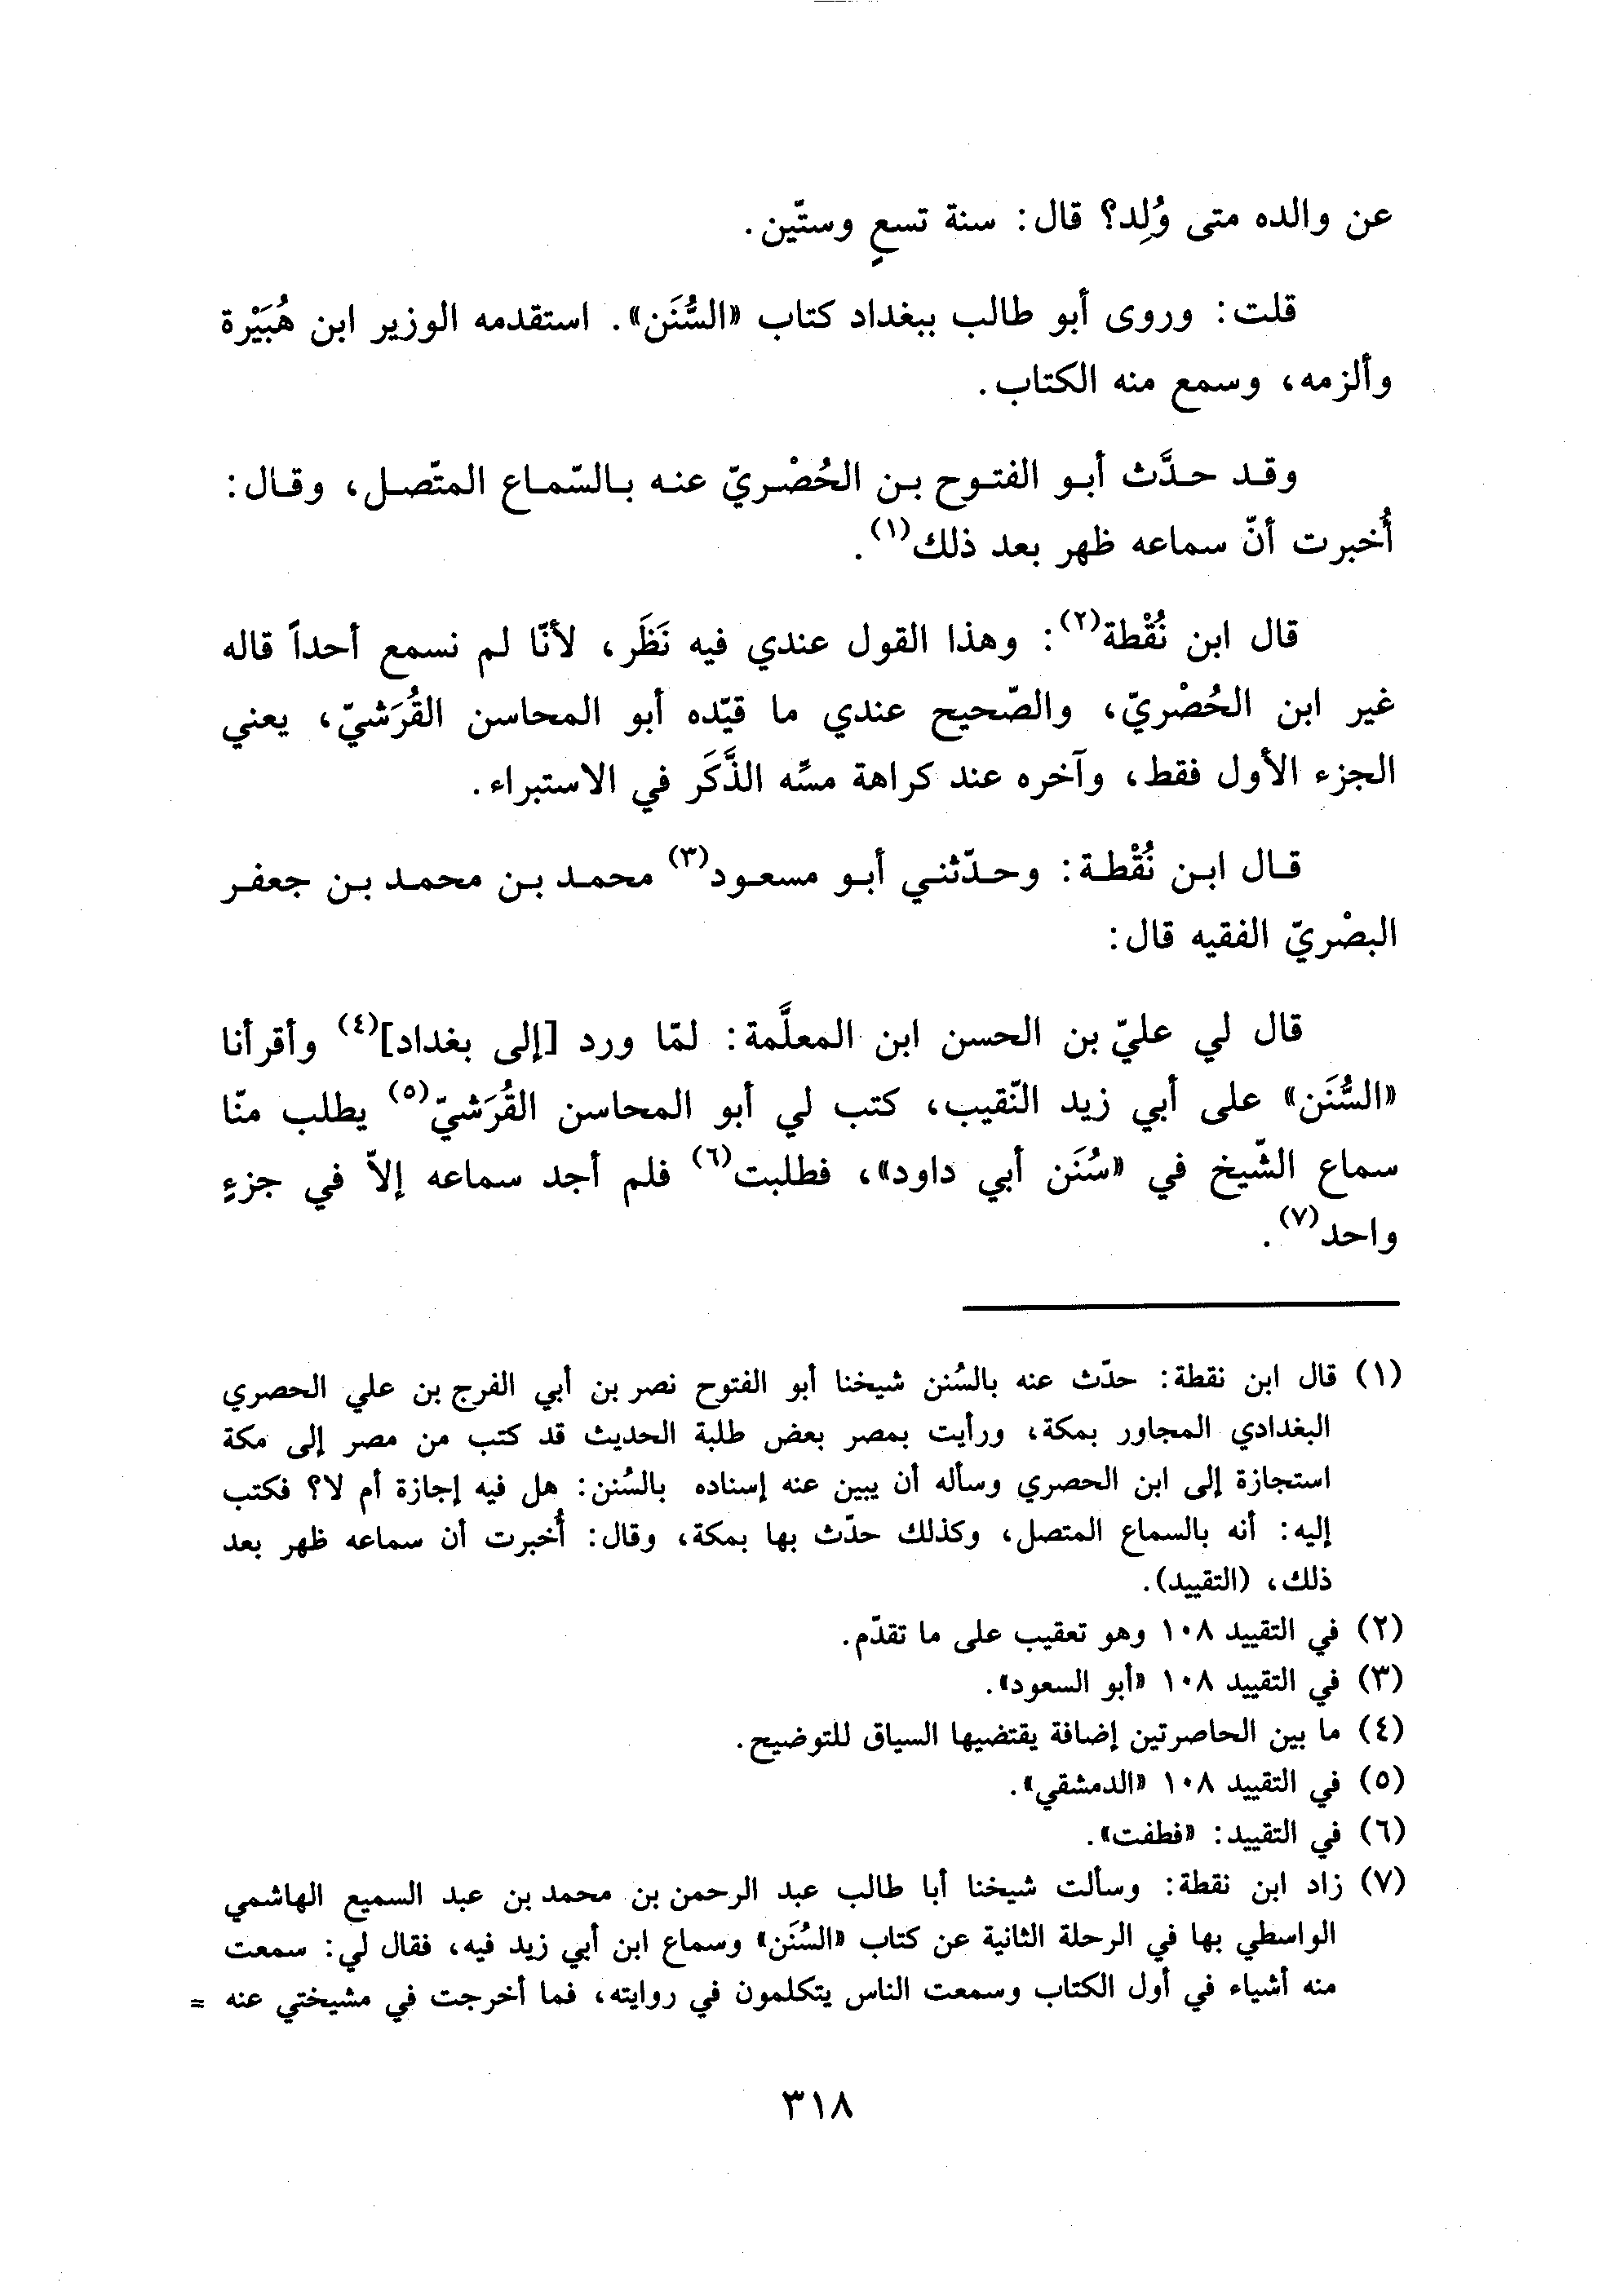 عن والده متى وُلِد؟ قال: سنة تسعٍ وستّين.
قلت: وروى أبو طالب ببغداد كتاب «السُّنَن». استقدمه الوزير ابن هُبَيْرة
وألزمه، وسمع منه الكتاب.
وقد حدَّث أبو الفتوح بن الحُصْريّ عنه بالسّماع المتّصل، وقال:
أُخبرت أنّ سماعه ظهر بعد ذلك(١).
قال ابن نُقْطة(٢): وهذا القول عندي فيه نَظَر، لأنّا لم نسمع أحداً قاله
غير ابن الحُصْريّ، والصّحيح عندي ما قيّده أبو المحاسن القُرَشيّ، يعني
الجزء الأول فقط، وآخره عند كراهة مسِّه الذَّكَر في الاستبراء.
قال ابن نُقْطة: وحدّثني أبو مسعود(٣) محمد بن محمد بن جعفر
البصْريّ الفقيه قال:
قال لي عليّ بن الحسن ابن المعلَّمة: لمّا ورد [إلى بغداد](٤) وأقرأنا
«السُّنَن» على أبي زيد النّقيب، كتب لي أبو المحاسن القُرَشيّ(٥) يطلب منّا
سماع الشّيخ في «سُنَن أبي داود»، فطلبت(٦) فلم أجد سماعه إلاّ في جزءٍ
واحد(٧).
(١) قال ابن نقطة: حدّث عنه بالسُنن شيخنا أبو الفتوح نصر بن أبي الفرج بن علي الحصري
البغدادي المجاور بمكة، ورأيت بمصر بعض طلبة الحديث قد كتب من مصر إلى مكة
استجازة إلى ابن الحصري وسأله أن يبين عنه إسناده بالسُنن: هل فيه إجازة أم لا؟ فكتب
إليه: أنه بالسماع المتصل، وكذلك حدّث بها بمكة، وقال: أُخبرت أن سماعه ظهر بعد
ذلك، (التقييد).
(٢) في التقييد ١٠٨ وهو تعقيب على ما تقدّم.
(٣) في التقييد ١٠٨ «أبو السعود».
(٤) ما بين الحاصرتين إضافة يقتضيها السياق للتوضيح.
(٥) في التقييد ١٠٨ «الدمشقي».
(٦) في التقييد: «فطفت».
(٧) زاد ابن نقطة: وسألت شيخنا أبا طالب عبد الرحمن بن محمد بن عبد السميع الهاشمي
الواسطي بها في الرحلة الثانية عن كتاب «السُنَن» وسماع ابن أبي زيد فيه، فقال لي: سمعت
منه أشياء في أول الكتاب وسمعت الناس يتكلمون في روايته، فما أخرجت في مشيختي عنه =
٣١٨